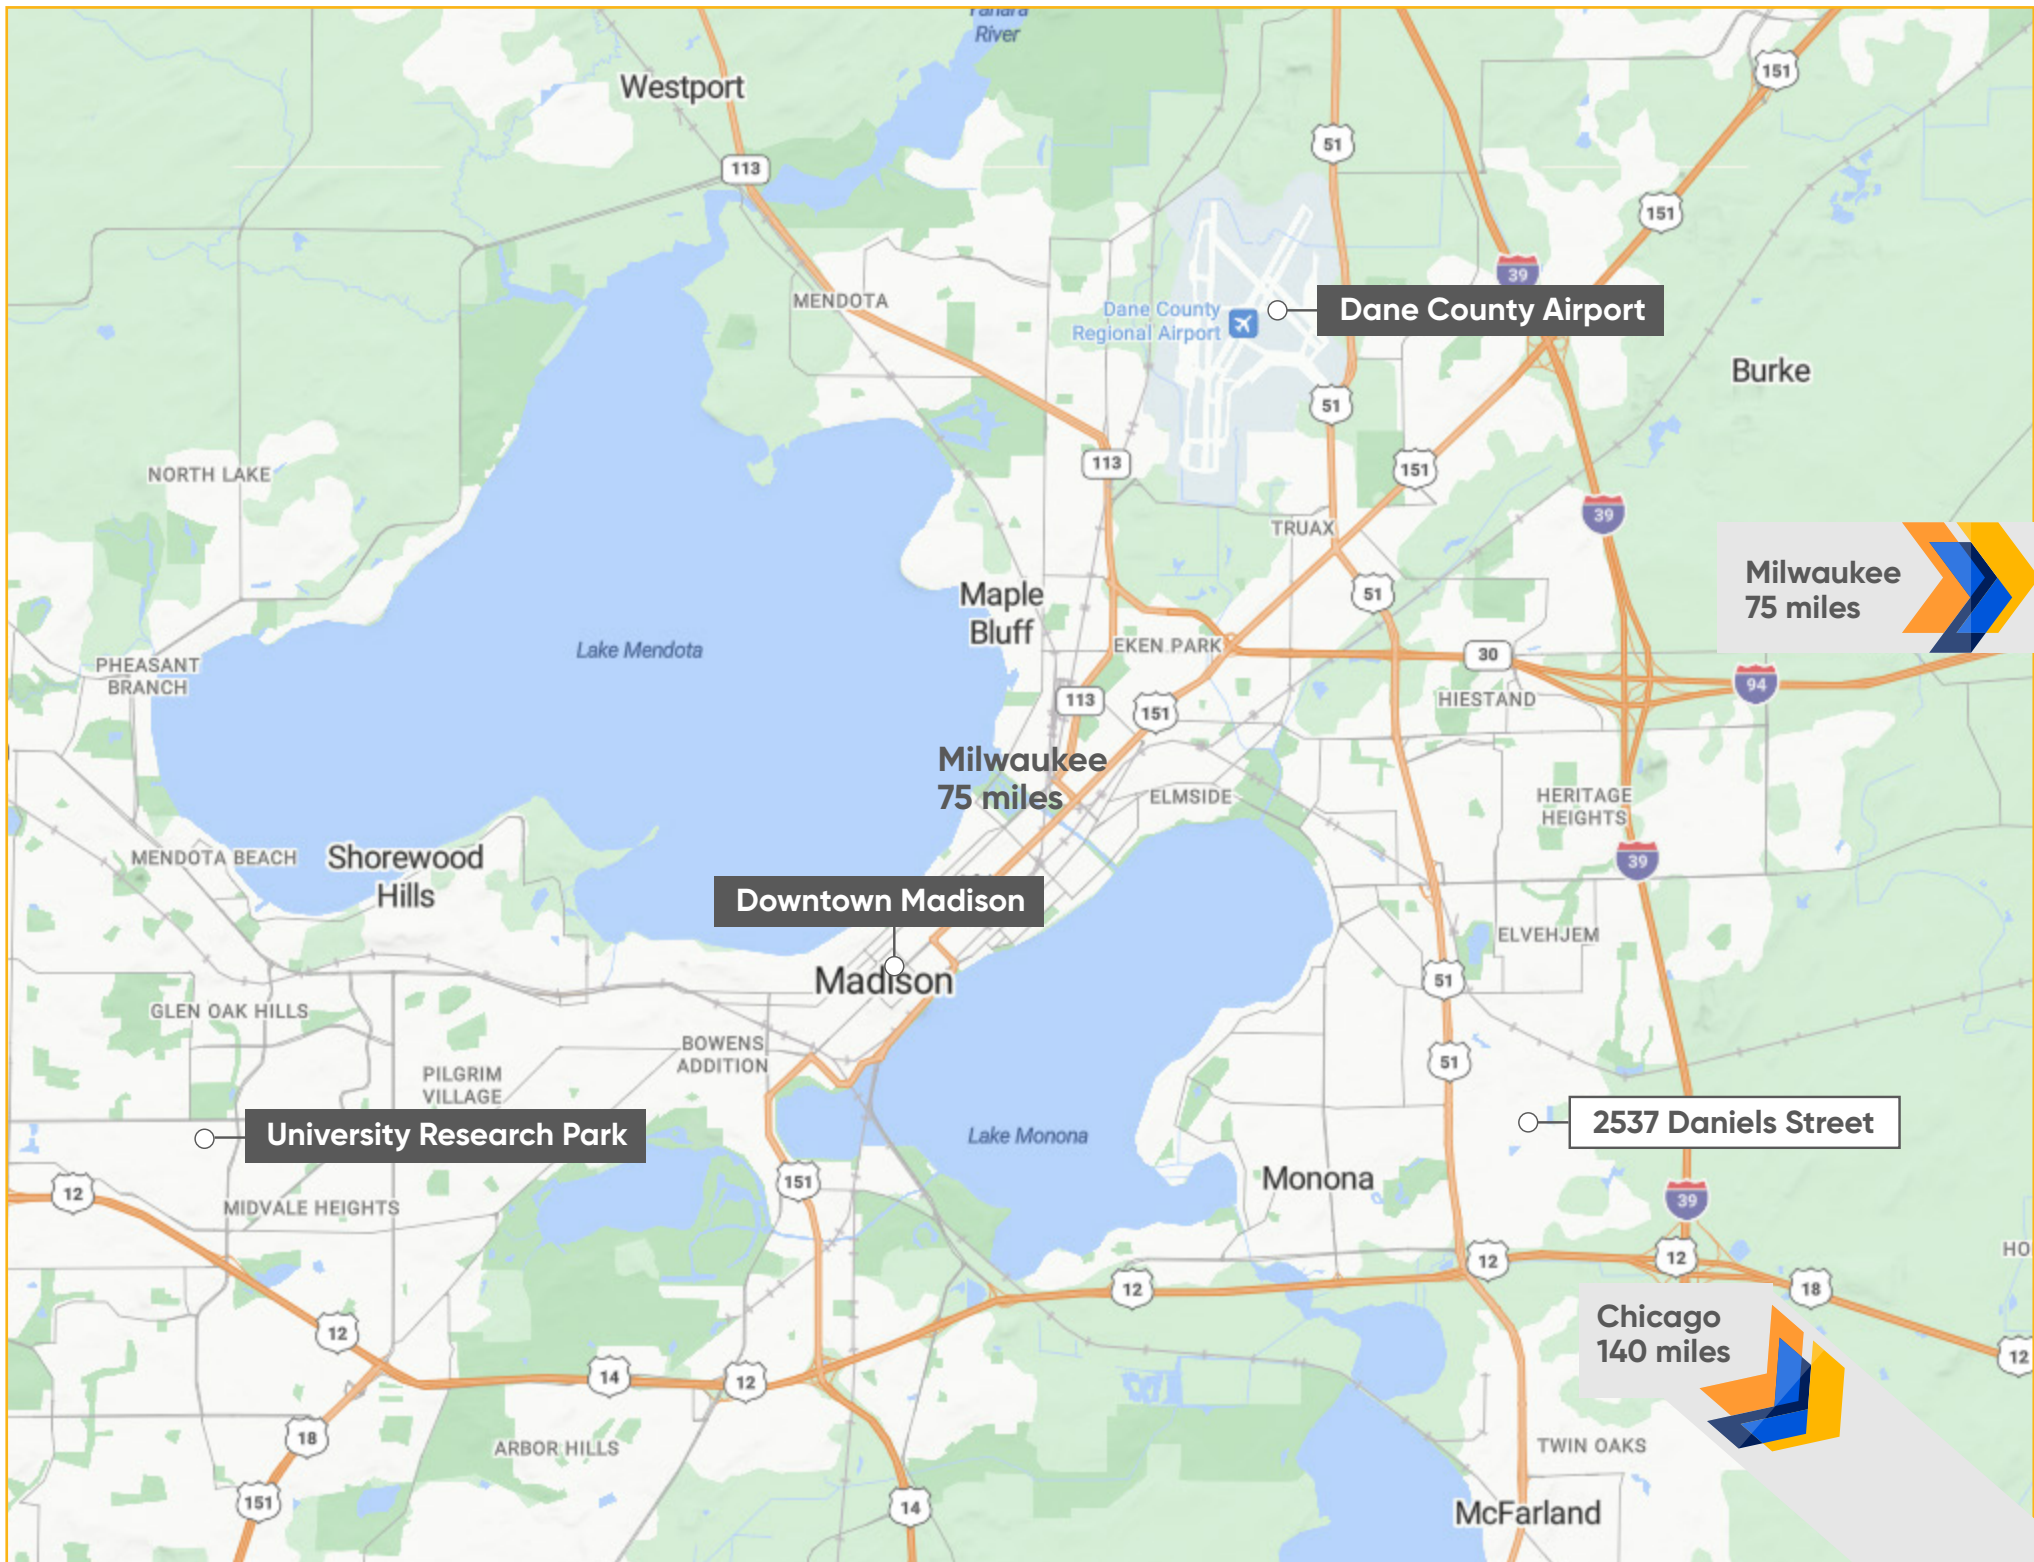 Yahara
River
Westport
151
51
113
151
39
MENDOTA
Dane County
Regional Airport
Dane County Airport
Burke
51
NORTH LAKE
113
151
39
TRUAX
Milwaukee
75 miles
Maple
Bluff
51
EKEN PARK
Lake Mendota
30
PHEASANT
BRANCH
94
113
151
HIESTAND
Milwaukee
75 miles
ELMSIDE
HERITAGE
HEIGHTS
MENDOTA BEACH
Shorewood
Hills
39
Downtown Madison
ELVEHJEM
Madison
51
GLEN OAK HILLS
BOWENS
ADDITION
51
PILGRIM
VILLAGE
University Research Park
Lake Monona
2537 Daniels Street
12
151
Monona
39
MIDVALE HEIGHTS
12
12
HO
12
18
12
Chicago
140 miles
12
14
12
18
ARBOR HILLS
TWIN OAKS
151
14
McFarland